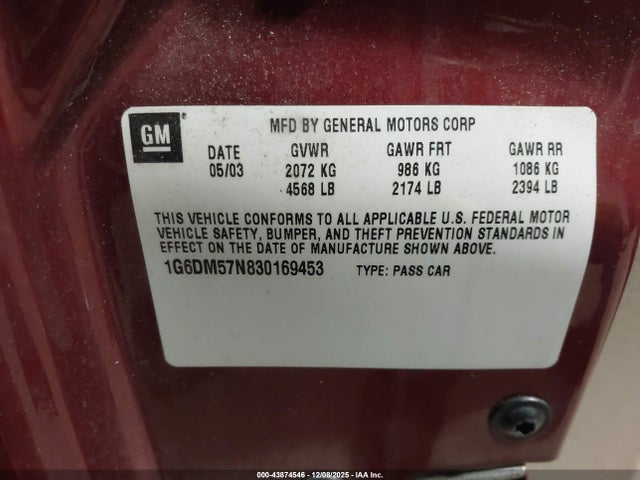 GM
MFD BY GENERAL MOTORS CORP
DATE GVWR GAWR FRT GAWR RR
05/03 2072 KG 986 KG 1086 KG
4568 LB 2174 LB 2394 LB
THIS VEHICLE CONFORMS TO ALL APPLICABLE U.S. FEDERAL MOTOR
VEHICLE SAFETY, BUMPER, AND THEFT PREVENTION STANDARDS IN
EFFECT ON THE DATE OF MANUFACTURE SHOWN ABOVE.
1G6DM57N830169453 TYPE: PASS CAR
000-43874546 - 12/08/2025 - IAA Inc.